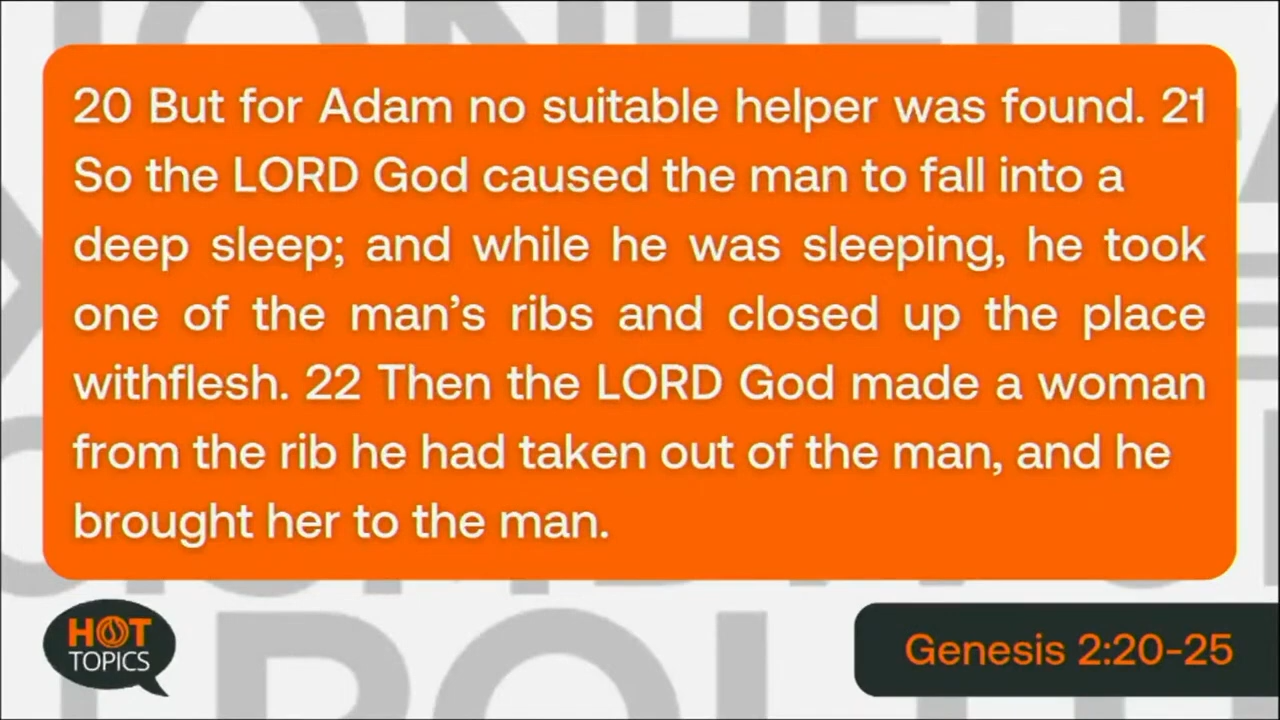 20 But for Adam no suitable helper was found. 21
So the LORD God caused the man to fall into a
deep sleep; and while he was sleeping, he took
one of the man’s ribs and closed up the place
withflesh. 22 Then the LORD God made a woman
from the rib he had taken out of the man, and he
brought her to the man.
HOT
TOPICS
Genesis 2:20-25